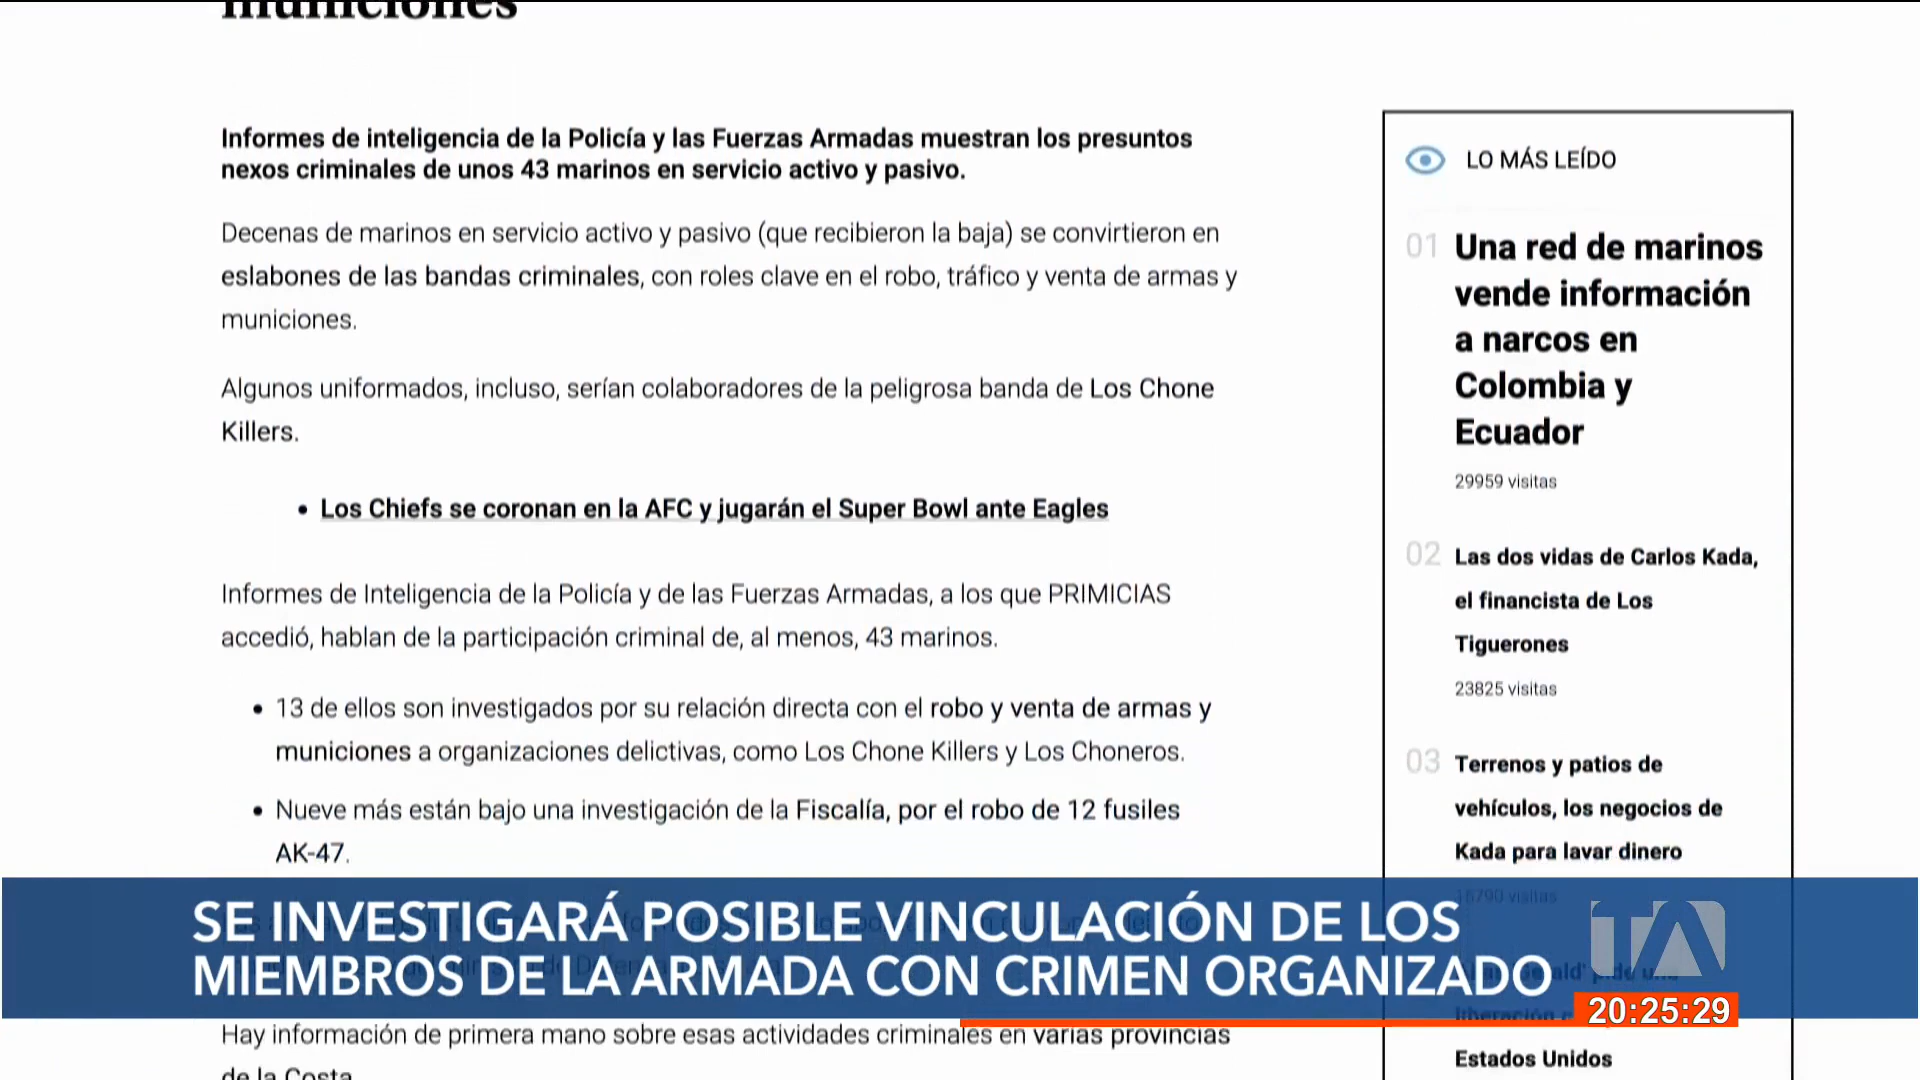 municiones
Informes de inteligencia de la Policía y las Fuerzas Armadas muestran los presuntos
nexos criminales de unos 43 marinos en servicio activo y pasivo.
Decenas de marinos en servicio activo y pasivo (que recibieron la baja) se convirtieron en
eslabones de las bandas criminales, con roles clave en el robo, tráfico y venta de armas y
municiones.
Algunos uniformados, incluso, serían colaboradores de la peligrosa banda de Los Chone
Killers.
• Los Chiefs se coronan en la AFC y jugarán el Super Bowl ante Eagles
Informes de Inteligencia de la Policía y de las Fuerzas Armadas, a los que PRIMICIAS
accedió, hablan de la participación criminal de, al menos, 43 marinos.
• 13 de ellos son investigados por su relación directa con el robo y venta de armas y
municiones a organizaciones delictivas, como Los Chone Killers y Los Choneros.
• Nueve más están bajo una investigación de la Fiscalía, por el robo de 12 fusiles
AK-47.
Hay información de primera mano sobre esas actividades criminales en varias provincias
de la Costa.
LO MÁS LEÍDO
01 Una red de marinos
vende información
a narcos en
Colombia y
Ecuador
29959 visitas
02 Las dos vidas de Carlos Kada,
el financista de Los
Tiguerones
23825 visitas
03 Terrenos y patios de
vehículos, los negocios de
Kada para lavar dinero
visitas
liberación
Estados Unidos
SE INVESTIGARÁ POSIBLE VINCULACIÓN DE LOS
MIEMBROS DE LA ARMADA CON CRIMEN ORGANIZADO
TA
20:25:29